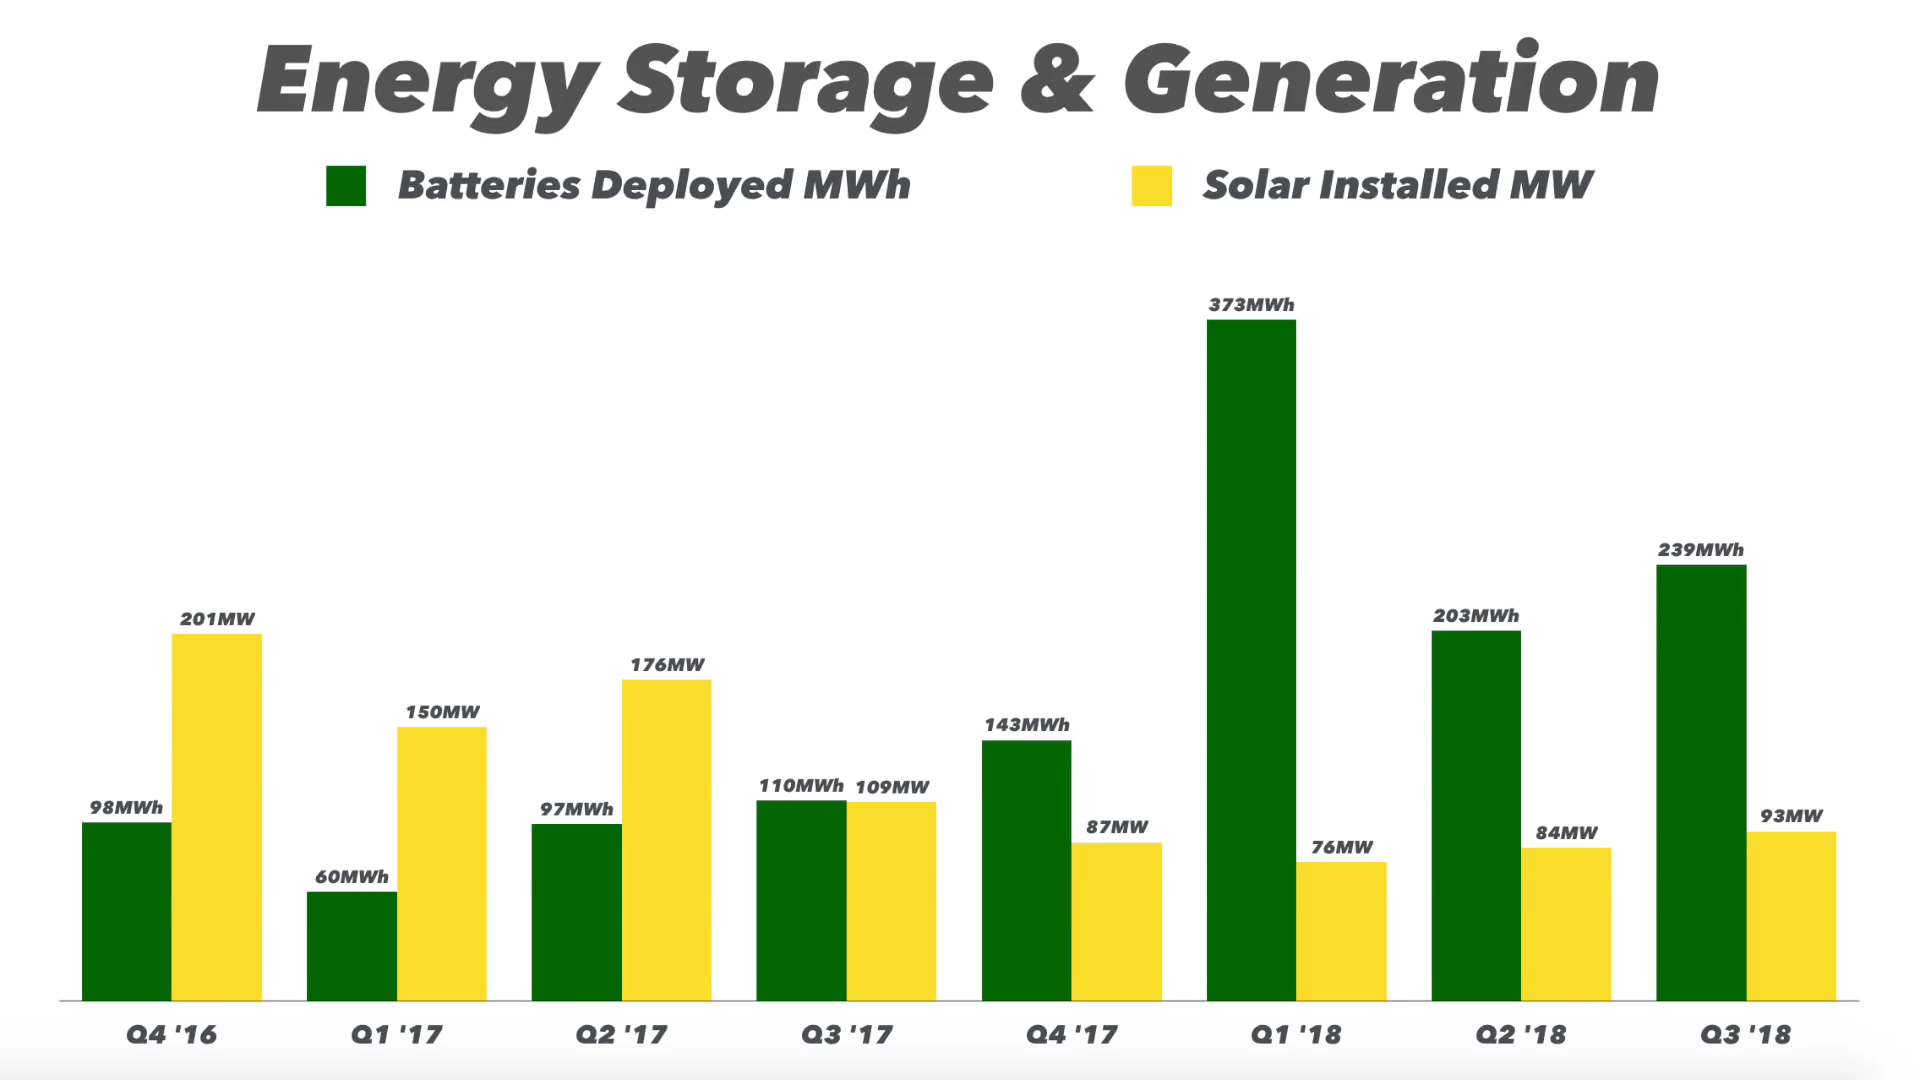 Energy Storage & Generation
Batteries Deployed MWh
Solar Installed MW
373MWh
239MWh
203MWh
201MW
176MW
150MW
143MWh
110MWh 109MW
98MWh
97MWh
87MW
93MW
84MW
76MW
60MWh
Q4 '16 Q1 '17 Q2 '17 Q3 '17 Q4 '17 Q1 '18 Q2 '18 Q3 '18